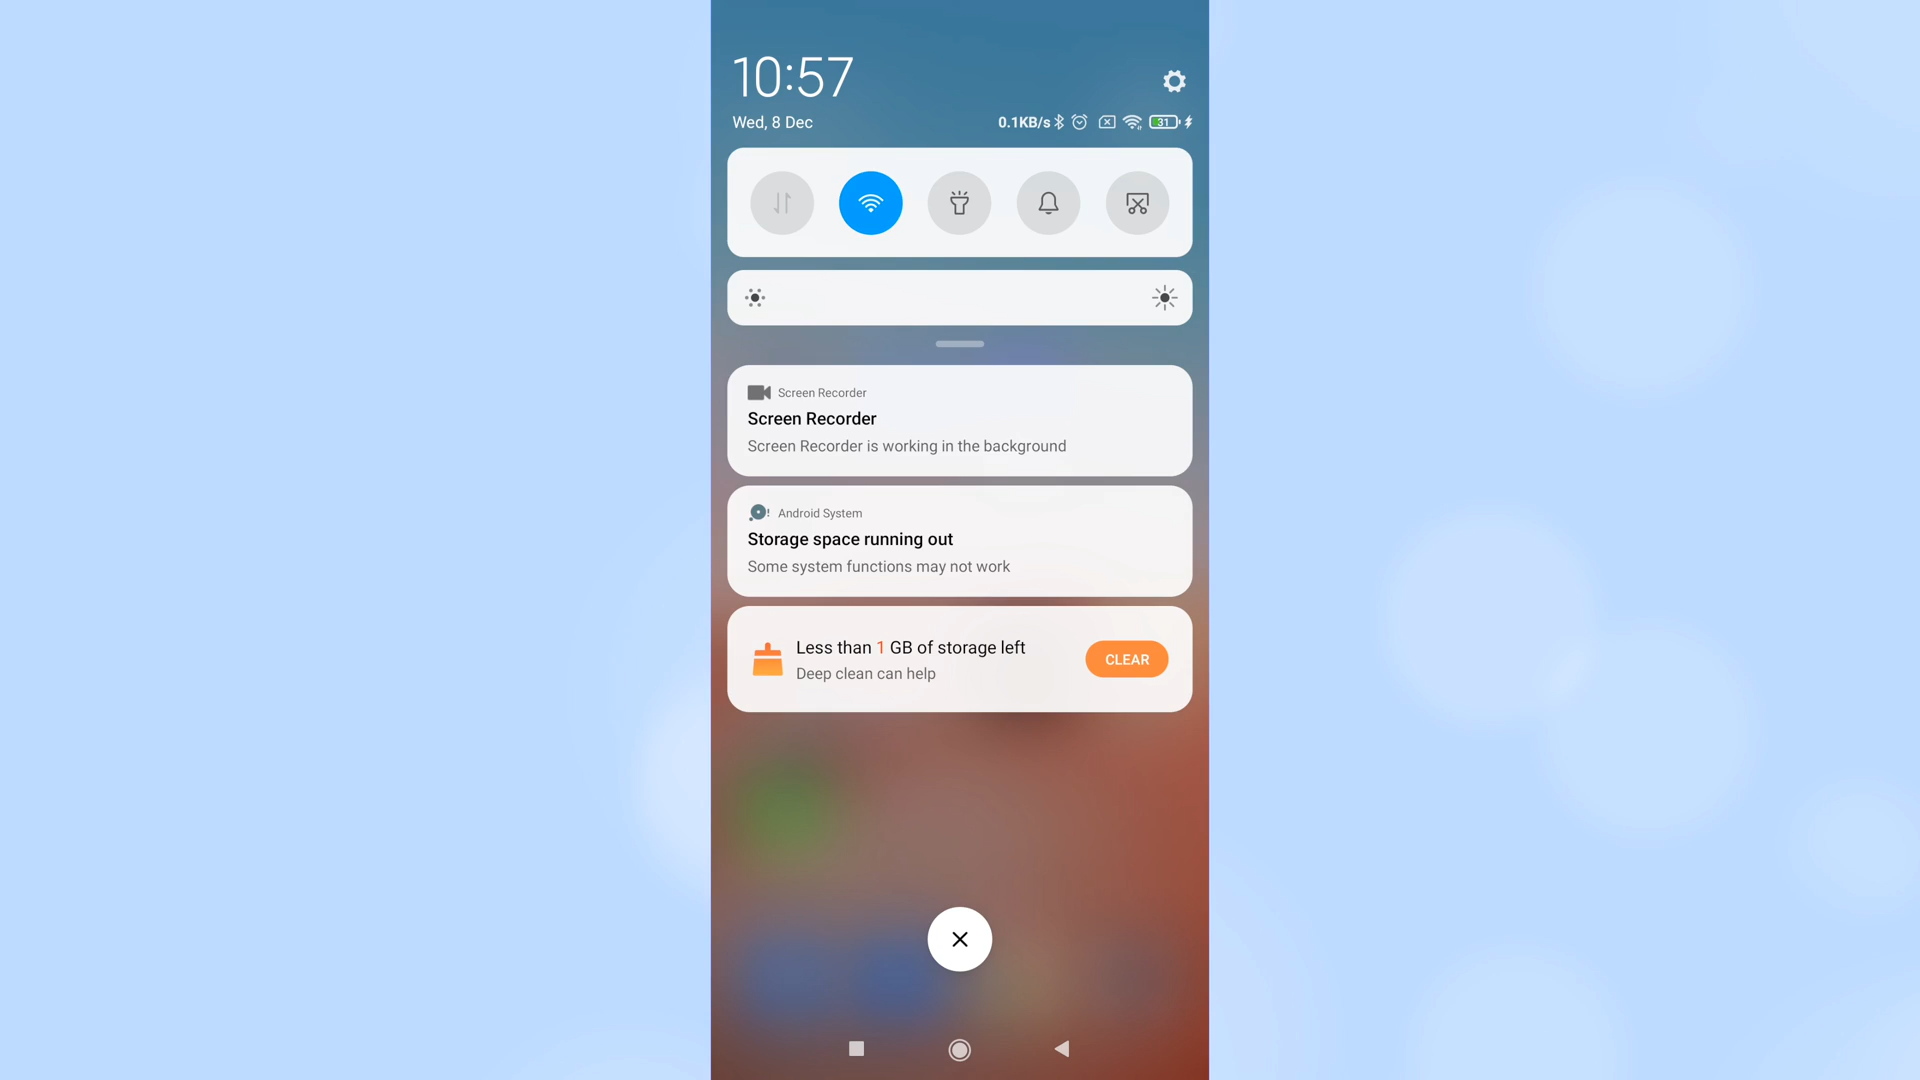 10:57
Wed, 8 Dec
0.1KB/s
31
Screen Recorder
Screen Recorder
Screen Recorder is working in the background
Android System
Storage space running out
Some system functions may not work
Less than 1 GB of storage left
Deep clean can help
CLEAR